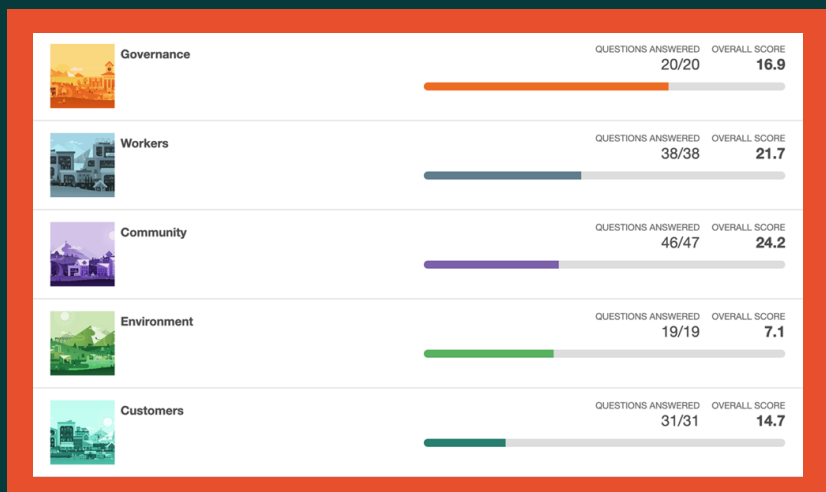 Governance
QUESTIONS ANSWERED OVERALL SCORE
20/20 16.9
Workers
QUESTIONS ANSWERED OVERALL SCORE
38/38 21.7
Community
QUESTIONS ANSWERED OVERALL SCORE
46/47 24.2
Environment
QUESTIONS ANSWERED OVERALL SCORE
19/19 7.1
Customers
QUESTIONS ANSWERED OVERALL SCORE
31/31 14.7